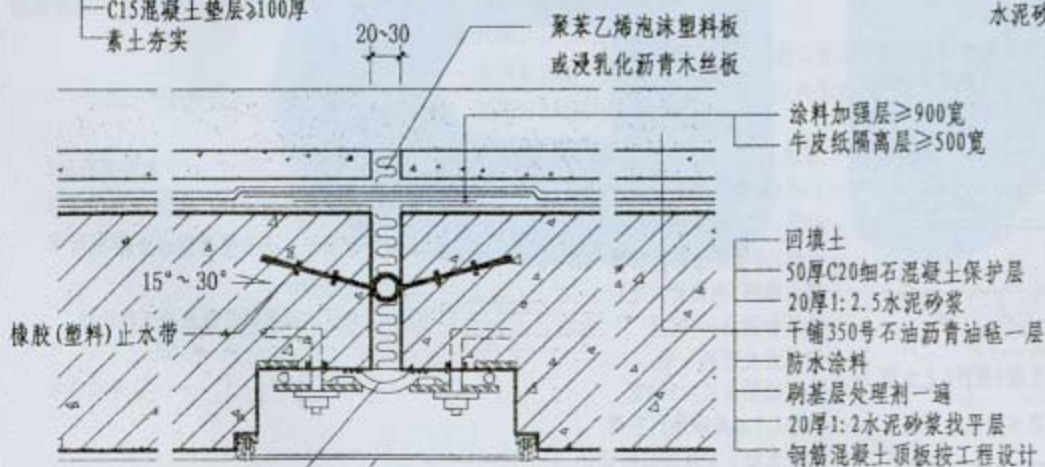 C15混凝土垫层≥100厚
素土夯实
水泥砂
20~30
聚苯乙烯泡沫塑料板
或浸乳化沥青木丝板
涂料加强层≥900宽
牛皮纸隔离层≥500宽
15°~30°
橡胶(塑料)止水带
回填土
50厚C20细石混凝土保护层
20厚1:2.5水泥砂浆
干铺350号石油沥青油毡一层
防水涂料
刷基层处理剂一遍
20厚1:2水泥砂浆找平层
钢筋混凝土顶板按工程设计